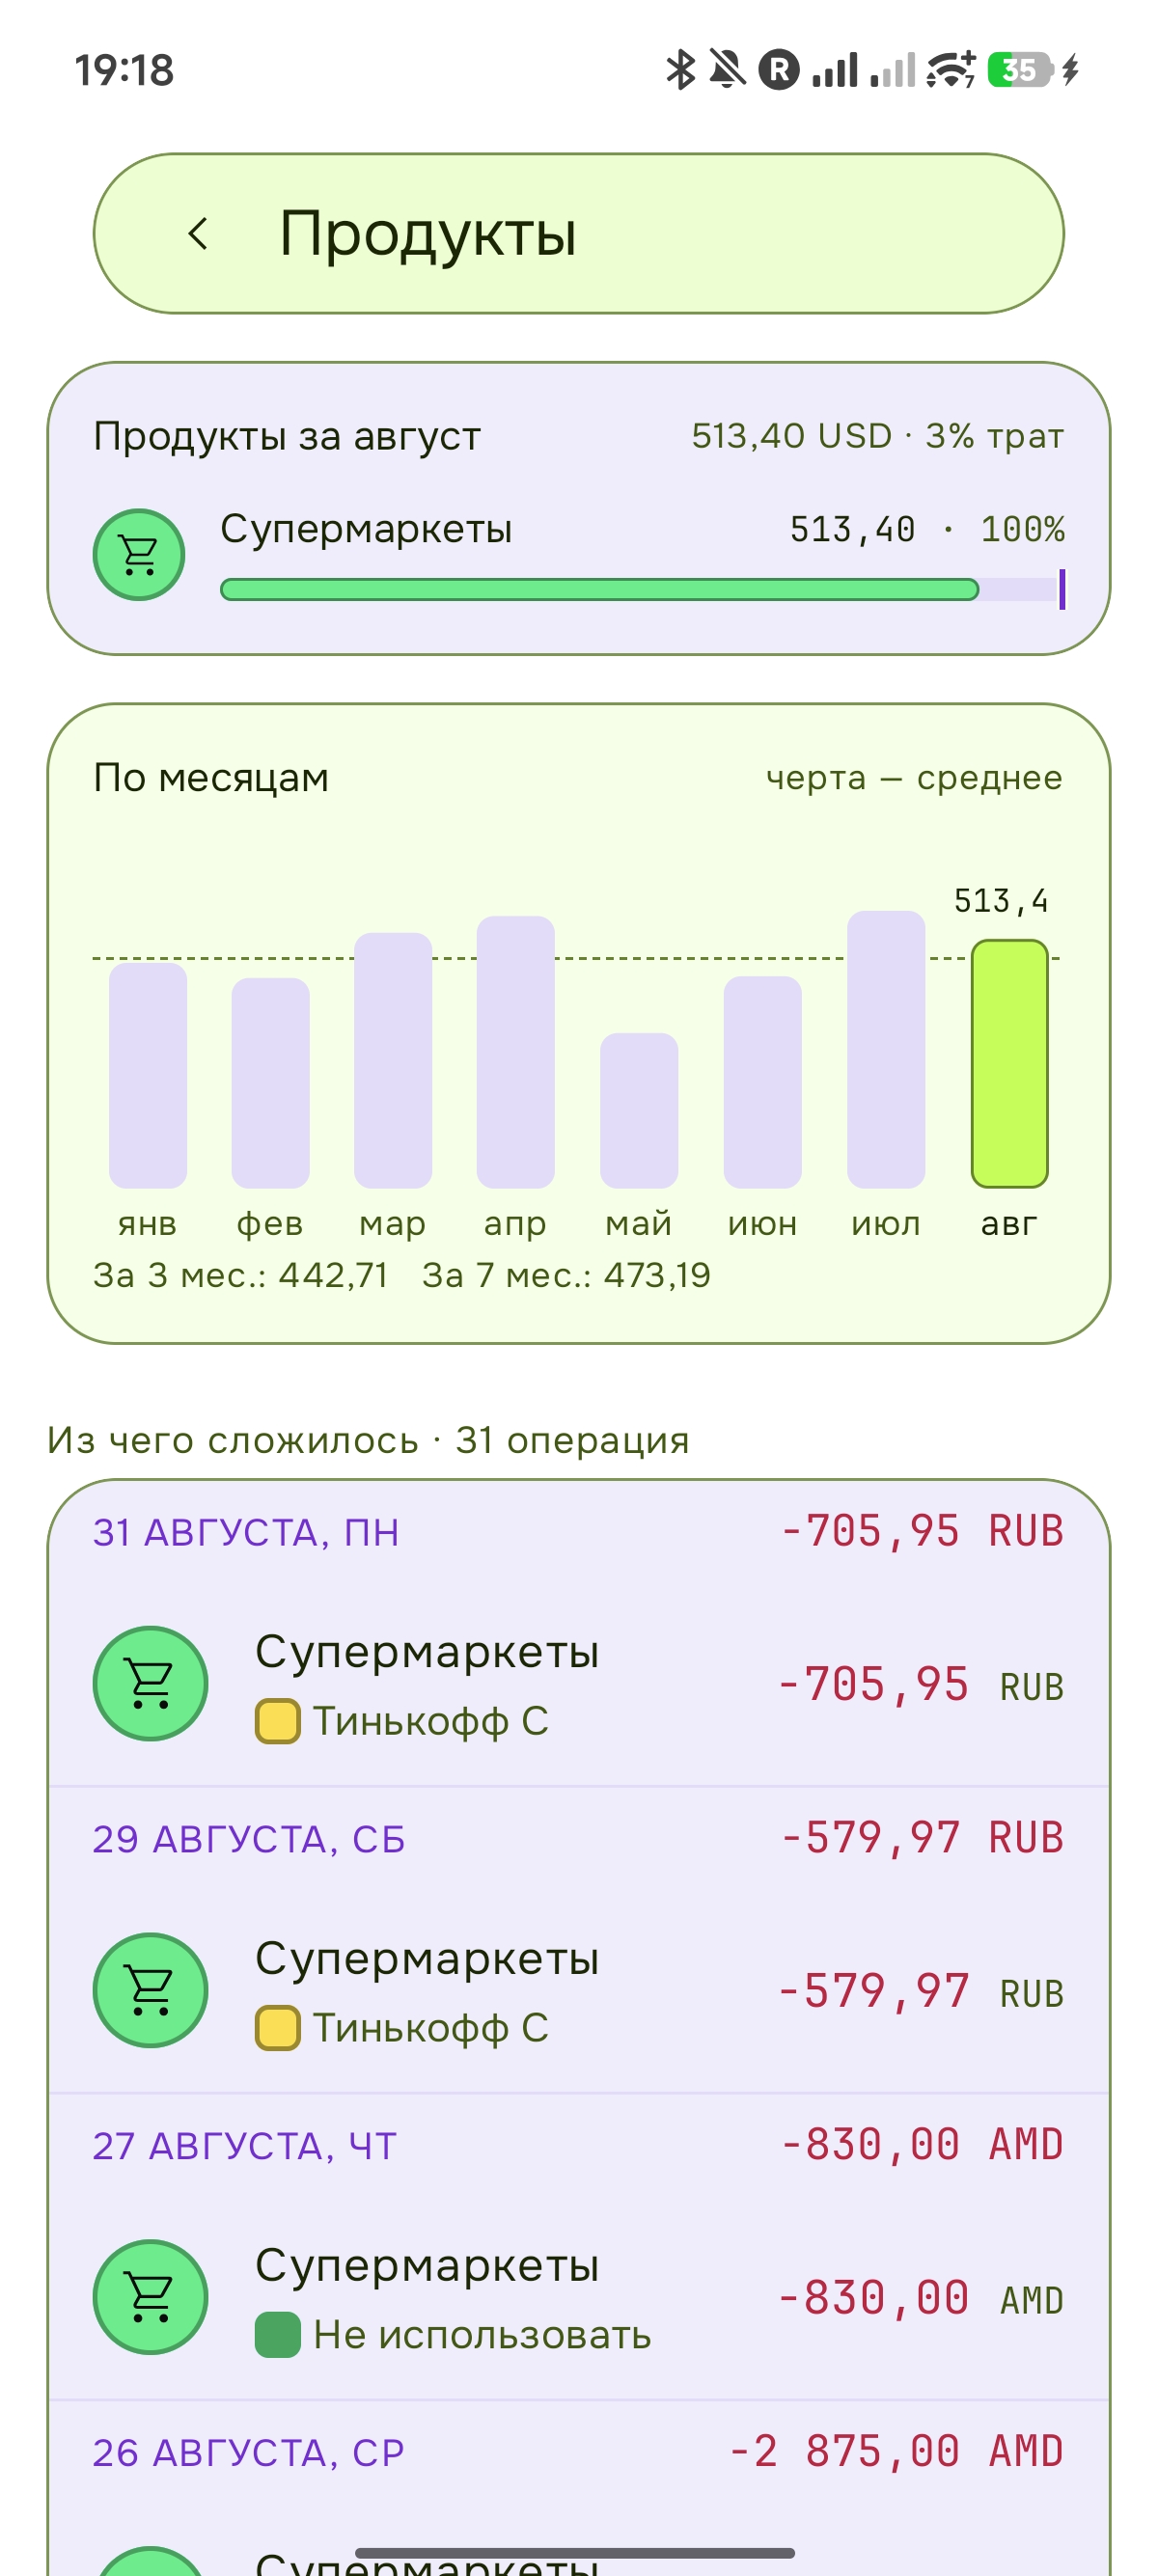 19:18
R 7 35
Продукты
Продукты за август 513,40 USD · 3% трат
Супермаркеты 513,40 · 100%
По месяцам черта — среднее
513,4
янв фев мар апр май июн июл авг
За 3 мес.: 442,71 За 7 мес.: 473,19
Из чего сложилось · 31 операция
31 АВГУСТА, ПН -705,95 RUB
Супермаркеты -705,95 RUB
Тинькофф С
29 АВГУСТА, СБ -579,97 RUB
Супермаркеты -579,97 RUB
Тинькофф С
27 АВГУСТА, ЧТ -830,00 AMD
Супермаркеты -830,00 AMD
Не использовать
26 АВГУСТА, СР -2 875,00 AMD
Супермаркеты